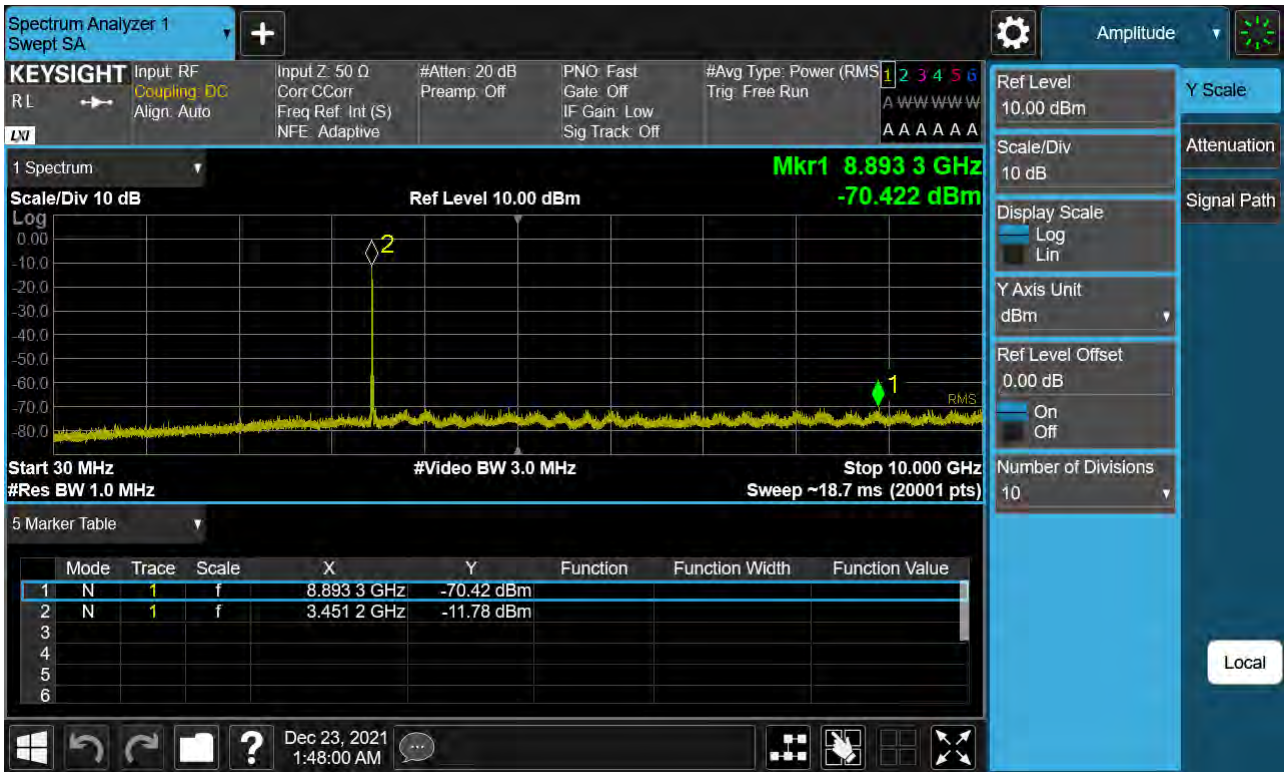 Spectrum Analyzer 1
Swept SA
+
Amplitude
KEYSIGHT
RL
LXI
Input: RF
Coupling: DC
Align: Auto
Input Z: 50 Ω
Corr CCorr
Freq Ref: Int (S)
NFE: Adaptive
#Atten: 20 dB
Preamp: Off
PNO: Fast
Gate: Off
IF Gain: Low
Sig Track: Off
#Avg Type: Power (RMS
Trig: Free Run
1 2 3 4 5 6
A W W W W W
A A A A A A
1 Spectrum
Mkr1 8.893 3 GHz
-70.422 dBm
Scale/Div 10 dB
Ref Level 10.00 dBm
Log
0.00
-10.0
-20.0
-30.0
-40.0
-50.0
-60.0
-70.0
-80.0
2
1
RMS
Start 30 MHz
#Video BW 3.0 MHz
Stop 10.000 GHz
#Res BW 1.0 MHz
Sweep ~18.7 ms (20001 pts)
5 Marker Table
Mode Trace Scale X Y Function Function Width Function Value
1 N 1 f 8.893 3 GHz -70.42 dBm
2 N 1 f 3.451 2 GHz -11.78 dBm
3
4
5
6
Ref Level
10.00 dBm
Scale/Div
10 dB
Display Scale
Log
Lin
Y Axis Unit
dBm
Ref Level Offset
0.00 dB
On
Off
Number of Divisions
10
Y Scale
Attenuation
Signal Path
Local
?
Dec 23, 2021
1:48:00 AM